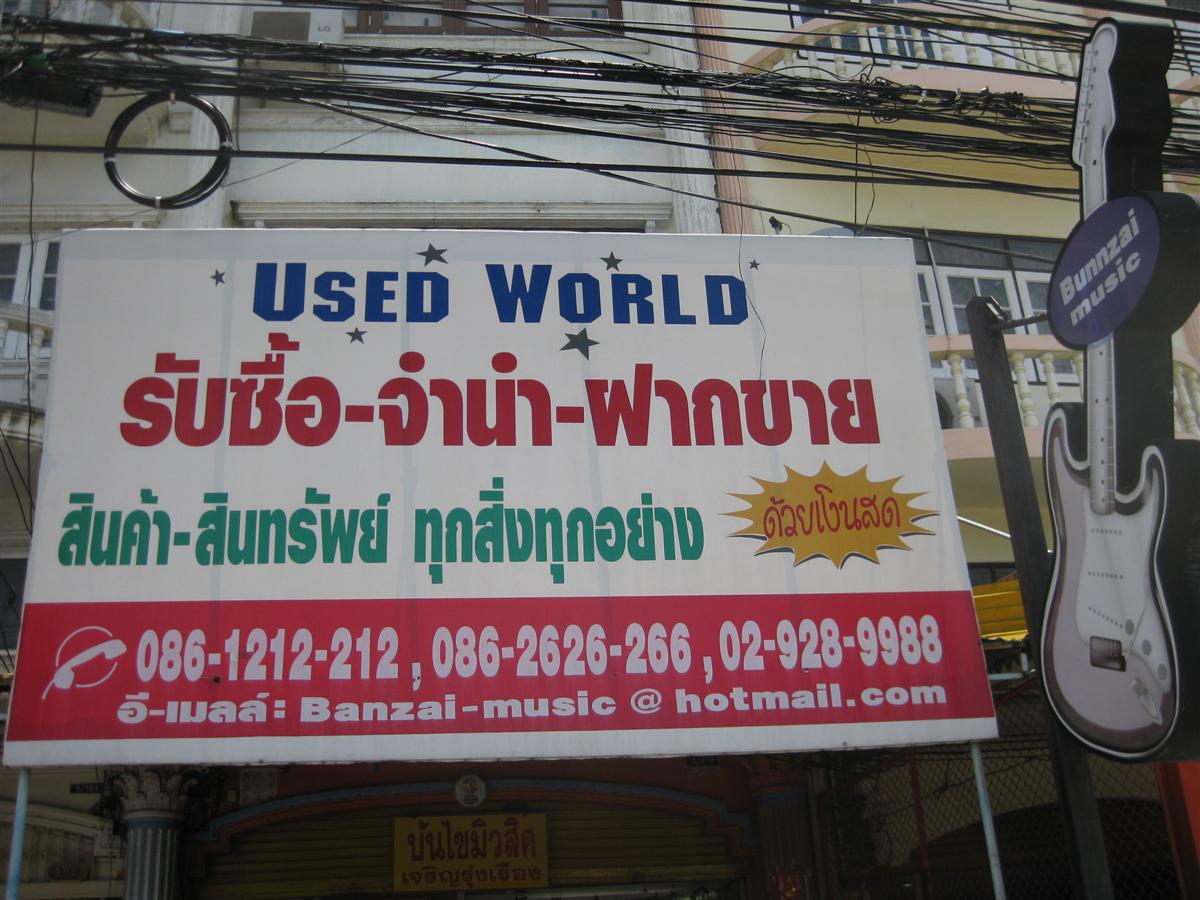 LG
USED WORLD
รับซื้อ-จำนำ-ฝากขาย
สินค้า-สินทรัพย์ ทุกสิ่งทุกอย่าง
ด้วยเงินสด
086-1212-212 , 086-2626-266 , 02-928-9988
อี-เมลล์: Banzai-music @ hotmail.com
Bunnzai
music
บันไซมิวสิค
เจริญรุ่งเรือง